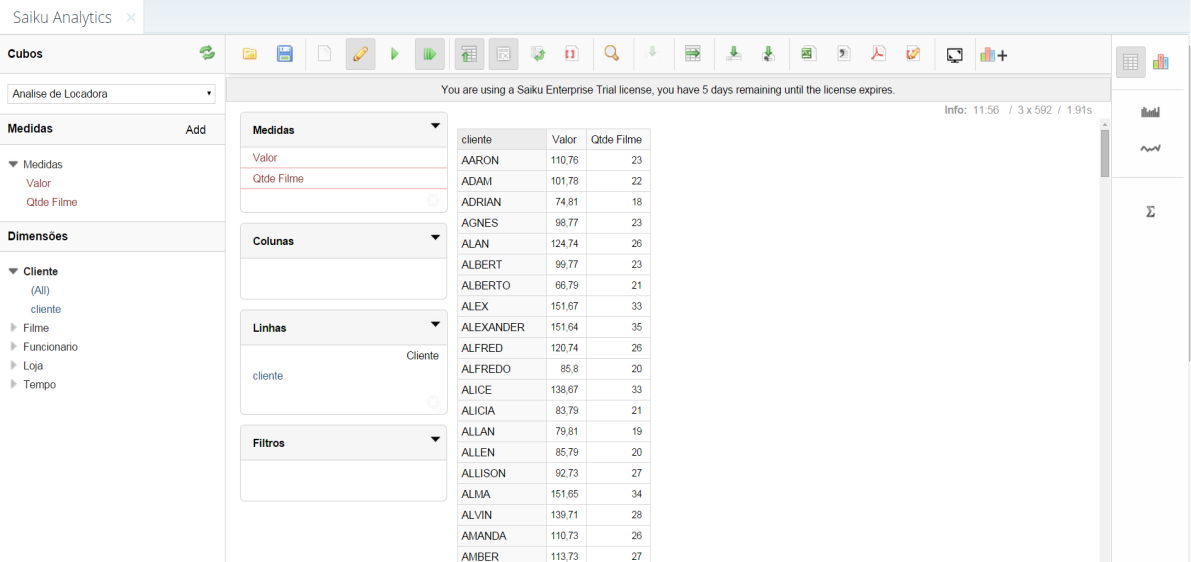 Saiku Analytics ×
Cubos
You are using a Saiku Enterprise Trial license, you have 5 days remaining until the license expires.
Info: 11:56 / 3 x 592 / 1.91s
Analise de Locadora
Medidas Add
Medidas
Valor
Qtde Filme
Dimensões
Cliente
(All)
cliente
Filme
Funcionario
Loja
Tempo
Medidas
Valor
Qtde Filme
Colunas
Linhas
Cliente
cliente
Filtros
cliente Valor Qtde Filme
AARON 110,76 23
ADAM 101,78 22
ADRIAN 74,81 18
AGNES 98,77 23
ALAN 124,74 26
ALBERT 99,77 23
ALBERTO 66,79 21
ALEX 151,67 33
ALEXANDER 151,64 35
ALFRED 120,74 26
ALFREDO 85,8 20
ALICE 138,67 33
ALICIA 83,79 21
ALLAN 79,81 19
ALLEN 85,79 20
ALLISON 92,73 27
ALMA 151,65 34
ALVIN 139,71 28
AMANDA 110,73 26
AMBER 113,73 27
Σ